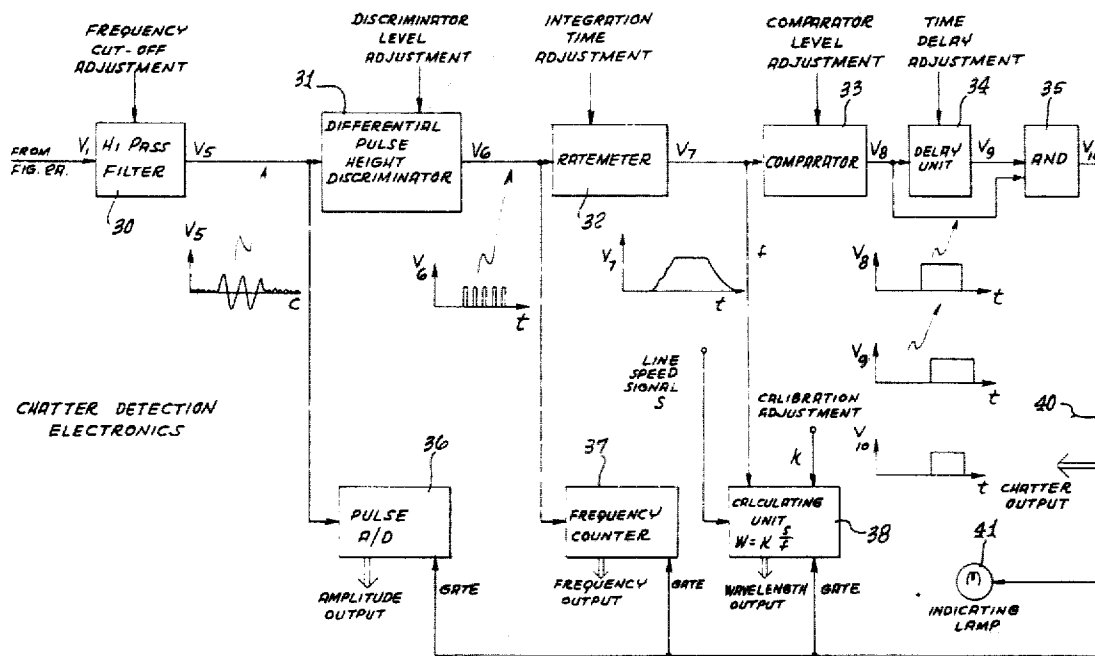 FREQUENCY
CUT-OFF
ADJUSTMENT
DISCRIMINATOR
LEVEL
ADJUSTMENT
INTEGRATION
TIME
ADJUSTMENT
COMPARATOR
LEVEL
ADJUSTMENT
TIME
DELAY
ADJUSTMENT
31
33
34
35
FROM
FIG. 2A.
V1
HI PASS
FILTER
30
V5
DIFFERENTIAL
PULSE
HEIGHT
DISCRIMINATOR
V6
RATEMETER
32
V7
COMPARATOR
V8
DELAY
UNIT
V9
AND
V10
V5
C
V6
t
V7
t
f
V8
t
V9
t
V10
t
LINE
SPEED
SIGNAL
S
CALIBRATION
ADJUSTMENT
K
CHATTER DETECTION
ELECTRONICS
40
CHATTER
OUTPUT
36
PULSE
A/D
37
FREQUENCY
COUNTER
CALCULATING
UNIT
W = K S/f
38
41
AMPLITUDE
OUTPUT
GATE
FREQUENCY
OUTPUT
GATE
WAVELENGTH
OUTPUT
GATE
INDICATING
LAMP